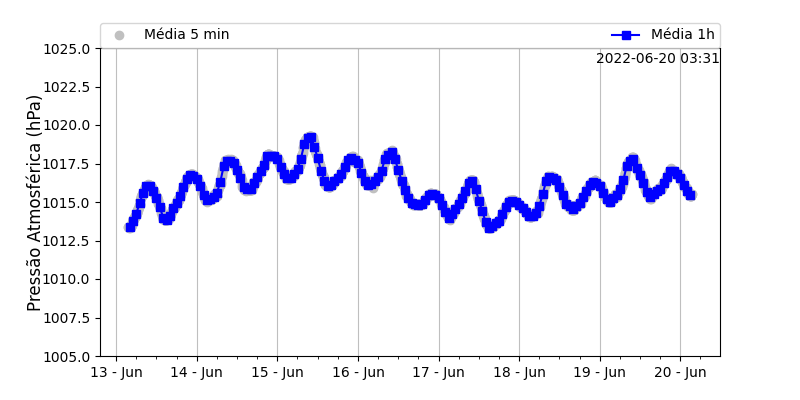 Média 5 min
Média 1h
2022-06-20 03:31
Pressão Atmosférica (hPa)
1025.0
1022.5
1020.0
1017.5
1015.0
1012.5
1010.0
1007.5
1005.0
13 - Jun
14 - Jun
15 - Jun
16 - Jun
17 - Jun
18 - Jun
19 - Jun
20 - Jun